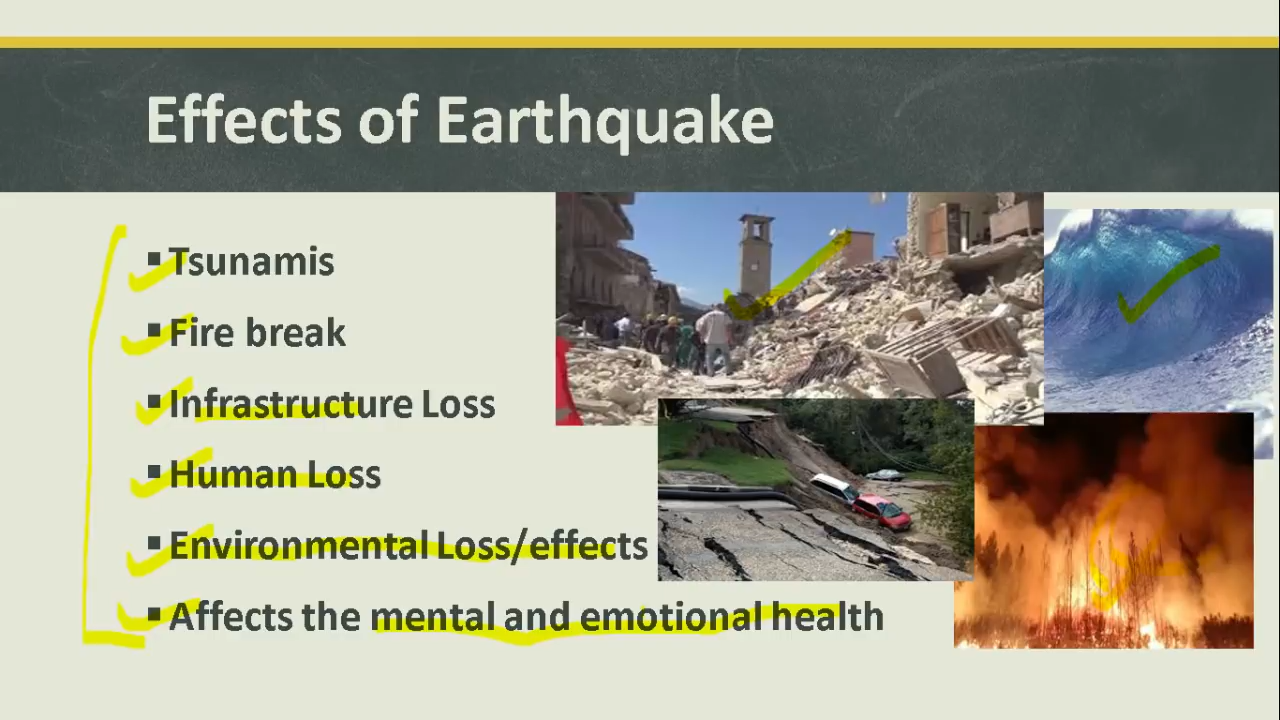 Effects of Earthquake
▪Tsunamis
▪Fire break
▪Infrastructure Loss
▪Human Loss
▪Environmental Loss/effects
▪Affects the mental and emotional health